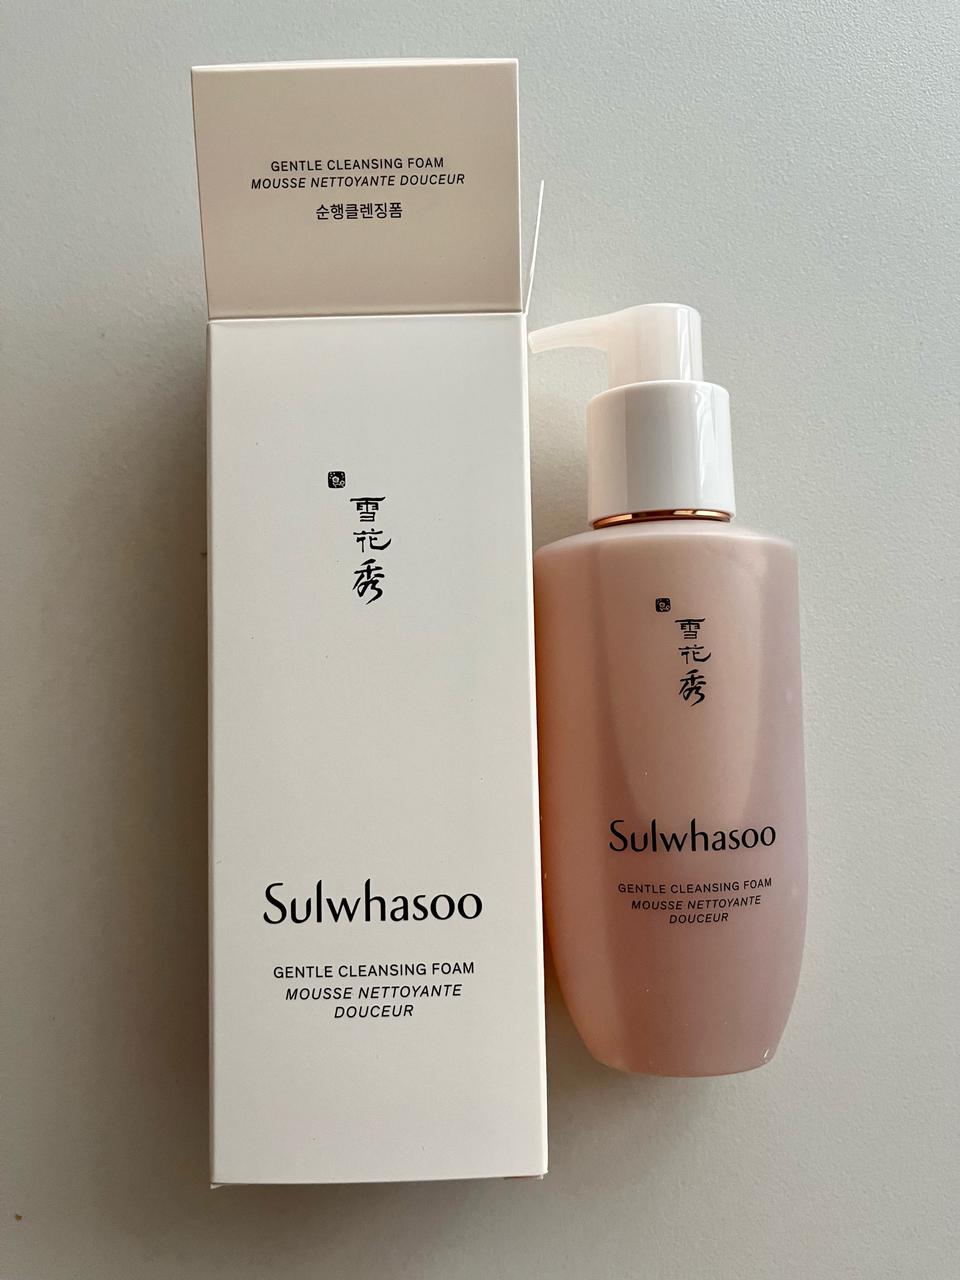 GENTLE CLEANSING FOAM
MOUSSE NETTOYANTE DOUCEUR
순행클렌징폼
雪
花
秀
Sulwhasoo
GENTLE CLEANSING FOAM
MOUSSE NETTOYANTE
DOUCEUR
雪
花
秀
Sulwhasoo
GENTLE CLEANSING FOAM
MOUSSE NETTOYANTE
DOUCEUR